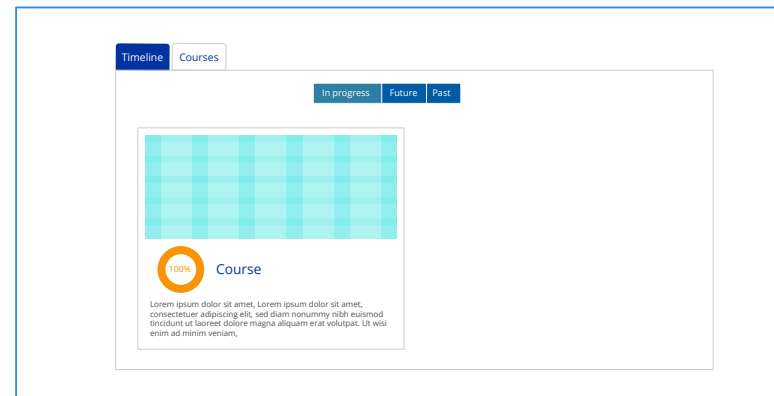 Timeline Courses
In progress Future Past
100% Course
Lorem ipsum dolor sit amet, Lorem ipsum dolor sit amet,
consectetuer adipiscing elit, sed diam nonummy nibh euismod
tincidunt ut laoreet dolore magna aliquam erat volutpat. Ut wisi
enim ad minim veniam,